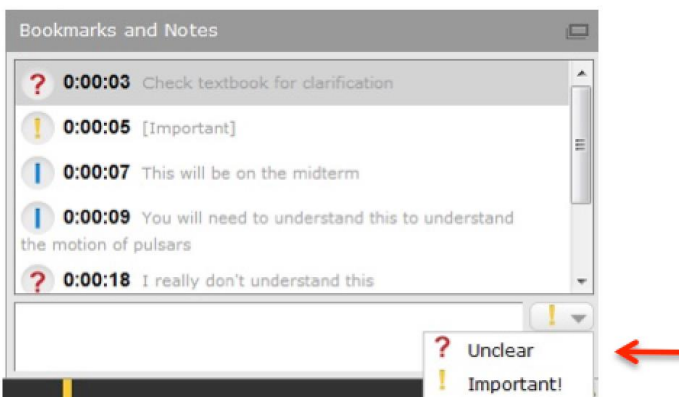 Bookmarks and Notes
? 0:00:03 Check textbook for clarification
! 0:00:05 [Important]
| 0:00:07 This will be on the midterm
| 0:00:09 You will need to understand this to understand
the motion of pulsars
? 0:00:18 I really don't understand this
!
? Unclear
! Important!